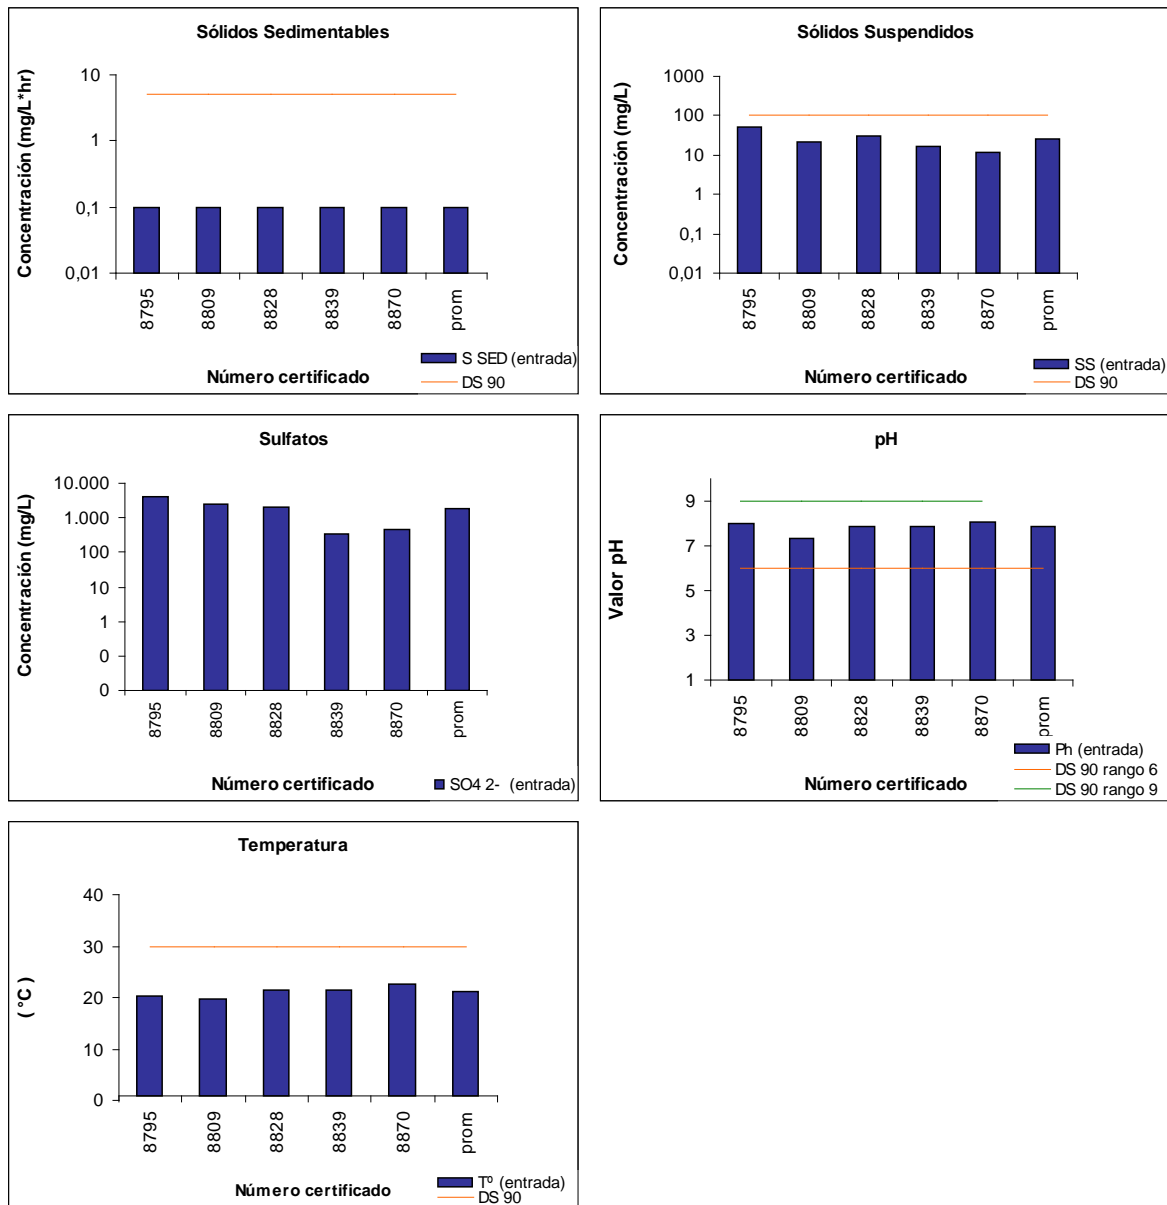 Sólidos Sedimentables
Concentración (mg/L*hr)
10
1
0,1
0,01
8795
8809
8828
8839
8870
prom
Número certificado
S SED (entrada)
DS 90
Sólidos Suspendidos
Concentración (mg/L)
1000
100
10
1
0,1
0,01
8795
8809
8828
8839
8870
prom
Número certificado
SS (entrada)
DS 90
Sulfatos
Concentración (mg/L)
10.000
1.000
100
10
1
0
0
8795
8809
8828
8839
8870
prom
Número certificado
SO4 2- (entrada)
pH
Valor pH
9
7
5
3
1
8795
8809
8828
8839
8870
prom
Número certificado
Ph (entrada)
DS 90 rango 6
DS 90 rango 9
Temperatura
( °C )
40
30
20
10
0
8795
8809
8828
8839
8870
prom
Número certificado
Tº (entrada)
DS 90